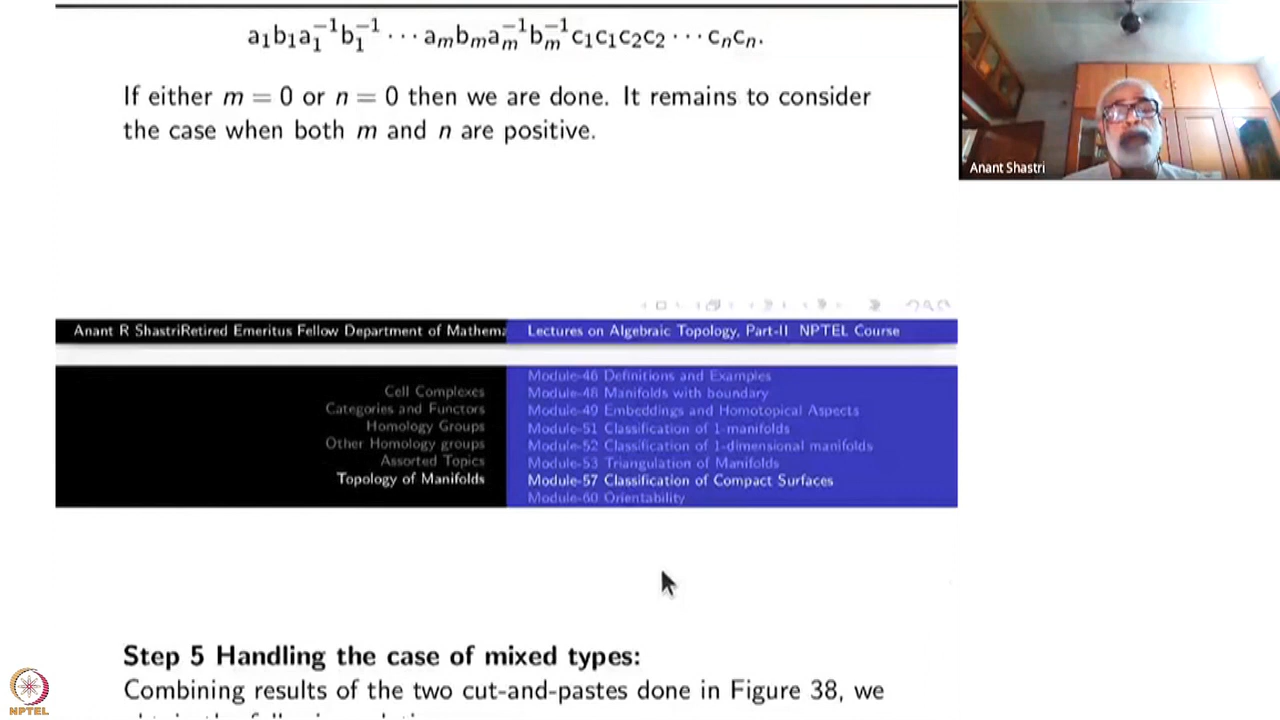 a₁b₁a₁⁻¹b₁⁻¹ ··· aₘbₘaₘ⁻¹bₘ⁻¹c₁c₁c₂c₂ ··· cₙcₙ.
If either m = 0 or n = 0 then we are done. It remains to consider
the case when both m and n are positive.
Anant Shastri
Anant R ShastriRetired Emeritus Fellow Department of Mathema
Lectures on Algebraic Topology, Part-II NPTEL Course
Cell Complexes
Categories and Functors
Homology Groups
Other Homology groups
Assorted Topics
Topology of Manifolds
Module-46 Definitions and Examples
Module-48 Manifolds with boundary
Module-49 Embeddings and Homotopical Aspects
Module-51 Classification of 1-manifolds
Module-52 Classification of 1-dimensional manifolds
Module-53 Triangulation of Manifolds
Module-57 Classification of Compact Surfaces
Module-60 Orientability
Step 5 Handling the case of mixed types:
Combining results of the two cut-and-pastes done in Figure 38, we
NPTEL